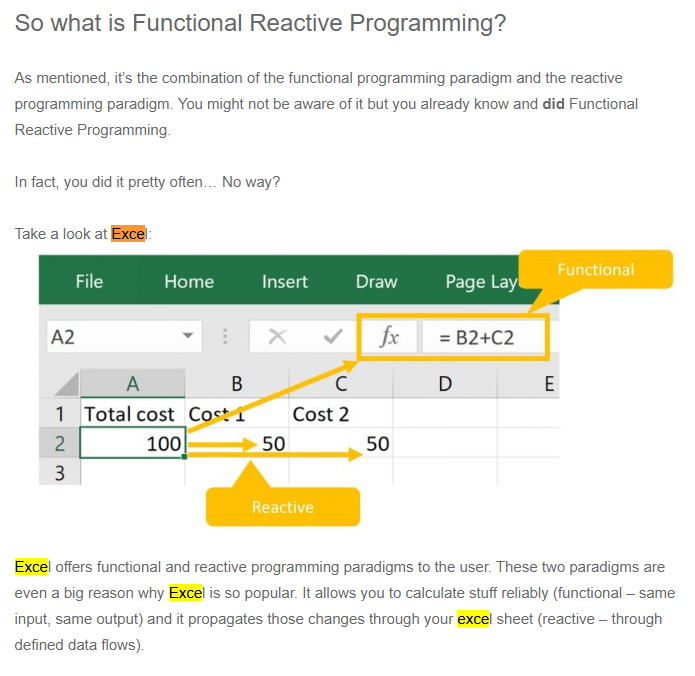 So what is Functional Reactive Programming?
As mentioned, it’s the combination of the functional programming paradigm and the reactive
programming paradigm. You might not be aware of it but you already know and did Functional
Reactive Programming.
In fact, you did it pretty often… No way?
Take a look at Excel:
Functional
File Home Insert Draw Page Lay
A2 fx = B2+C2
A B C D E
1 Total cost Cost 1 Cost 2
2 100 50 50
3
Reactive
Excel offers functional and reactive programming paradigms to the user. These two paradigms are
even a big reason why Excel is so popular. It allows you to calculate stuff reliably (functional – same
input, same output) and it propagates those changes through your excel sheet (reactive – through
defined data flows).